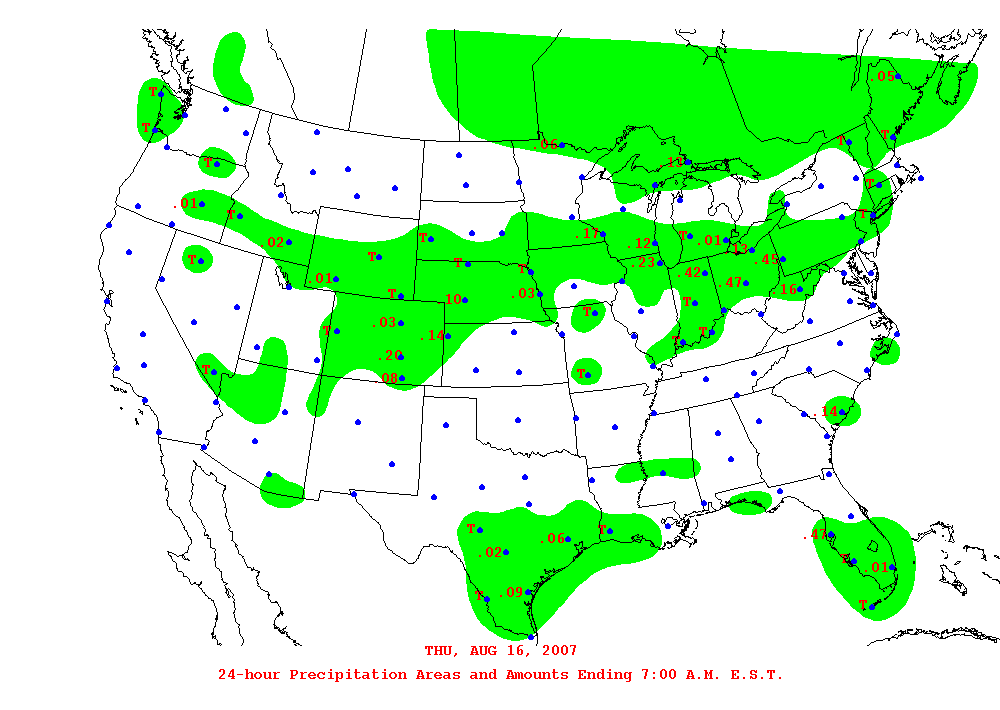 .05
T
T
T
T
.06
.11
T
T
.01
T
T
.02
T
.17
.12
T
.01
.13
.45
T
T
T
T
.23
.42
.47
.16
.01
T
.10
.03
T
T
T
.03
.14
T
T
.20
.08
T
T
.14
T
.02
.06
T
.47
T
.01
T
.09
T
THU, AUG 16, 2007
24-hour Precipitation Areas and Amounts Ending 7:00 A.M. E.S.T.